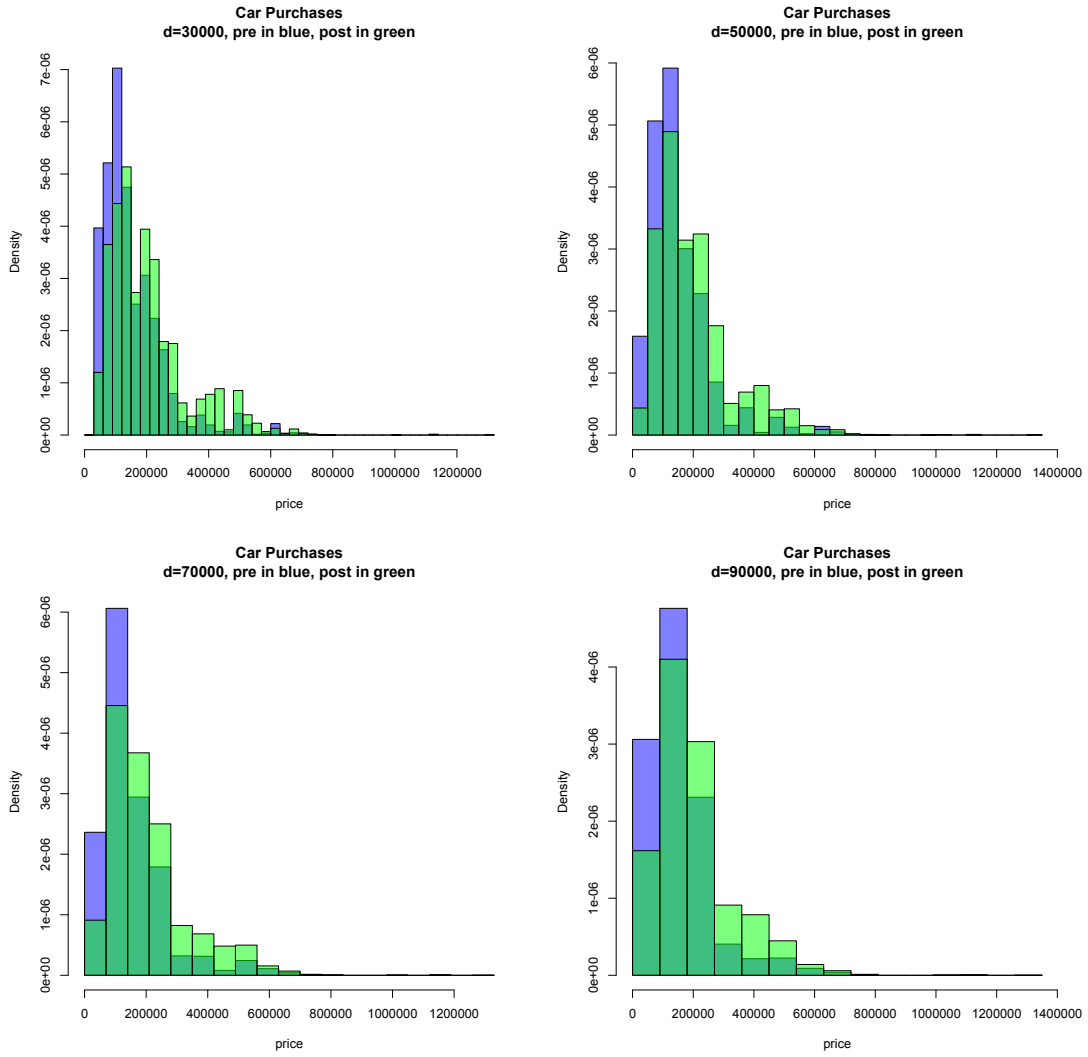 Car Purchases
d=30000, pre in blue, post in green
7e-06
6e-06
5e-06
4e-06
3e-06
2e-06
1e-06
0e+00
Density
0 200000 400000 600000 800000 1000000 1200000
price
Car Purchases
d=50000, pre in blue, post in green
6e-06
5e-06
4e-06
3e-06
2e-06
1e-06
0e+00
Density
0 200000 400000 600000 800000 1000000 1200000 1400000
price
Car Purchases
d=70000, pre in blue, post in green
6e-06
5e-06
4e-06
3e-06
2e-06
1e-06
0e+00
Density
0 200000 400000 600000 800000 1000000 1200000
price
Car Purchases
d=90000, pre in blue, post in green
4e-06
3e-06
2e-06
1e-06
0e+00
Density
0 200000 400000 600000 800000 1000000 1200000 1400000
price